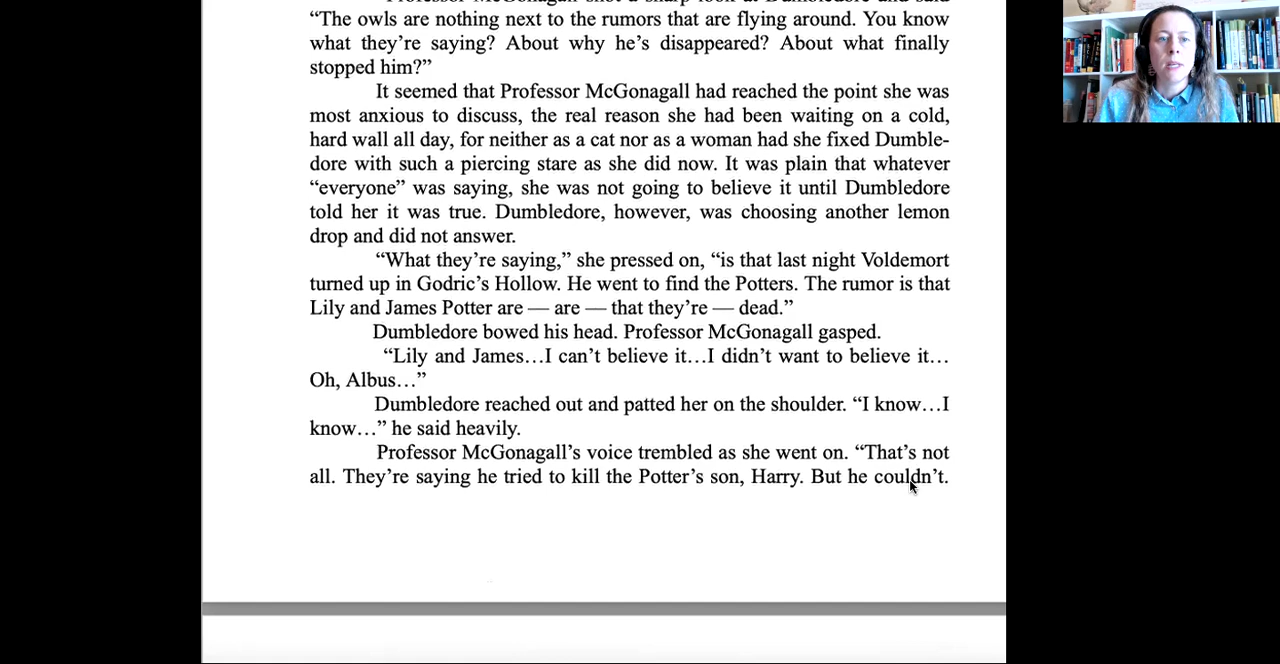 “The owls are nothing next to the rumors that are flying around. You know
what they’re saying? About why he’s disappeared? About what finally
stopped him?”
It seemed that Professor McGonagall had reached the point she was
most anxious to discuss, the real reason she had been waiting on a cold,
hard wall all day, for neither as a cat nor as a woman had she fixed Dumble-
dore with such a piercing stare as she did now. It was plain that whatever
“everyone” was saying, she was not going to believe it until Dumbledore
told her it was true. Dumbledore, however, was choosing another lemon
drop and did not answer.
“What they’re saying,” she pressed on, “is that last night Voldemort
turned up in Godric’s Hollow. He went to find the Potters. The rumor is that
Lily and James Potter are — are — that they’re — dead.”
Dumbledore bowed his head. Professor McGonagall gasped.
“Lily and James…I can’t believe it…I didn’t want to believe it…
Oh, Albus…”
Dumbledore reached out and patted her on the shoulder. “I know…I
know…” he said heavily.
Professor McGonagall’s voice trembled as she went on. “That’s not
all. They’re saying he tried to kill the Potter’s son, Harry. But he couldn’t.